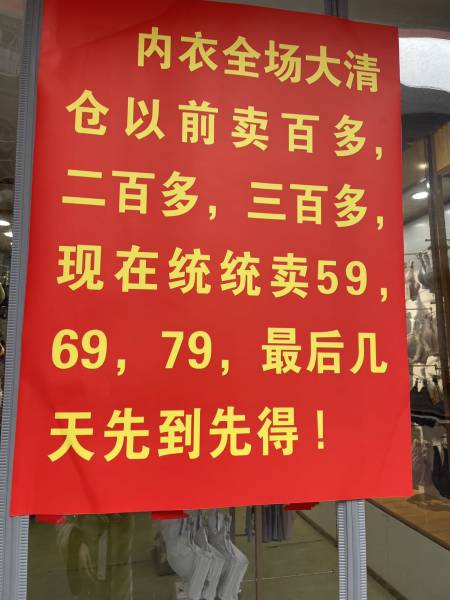 内衣全场大清
仓以前卖百多,
二百多,三百多,
现在统统卖59,
69,79,最后几
天先到先得!